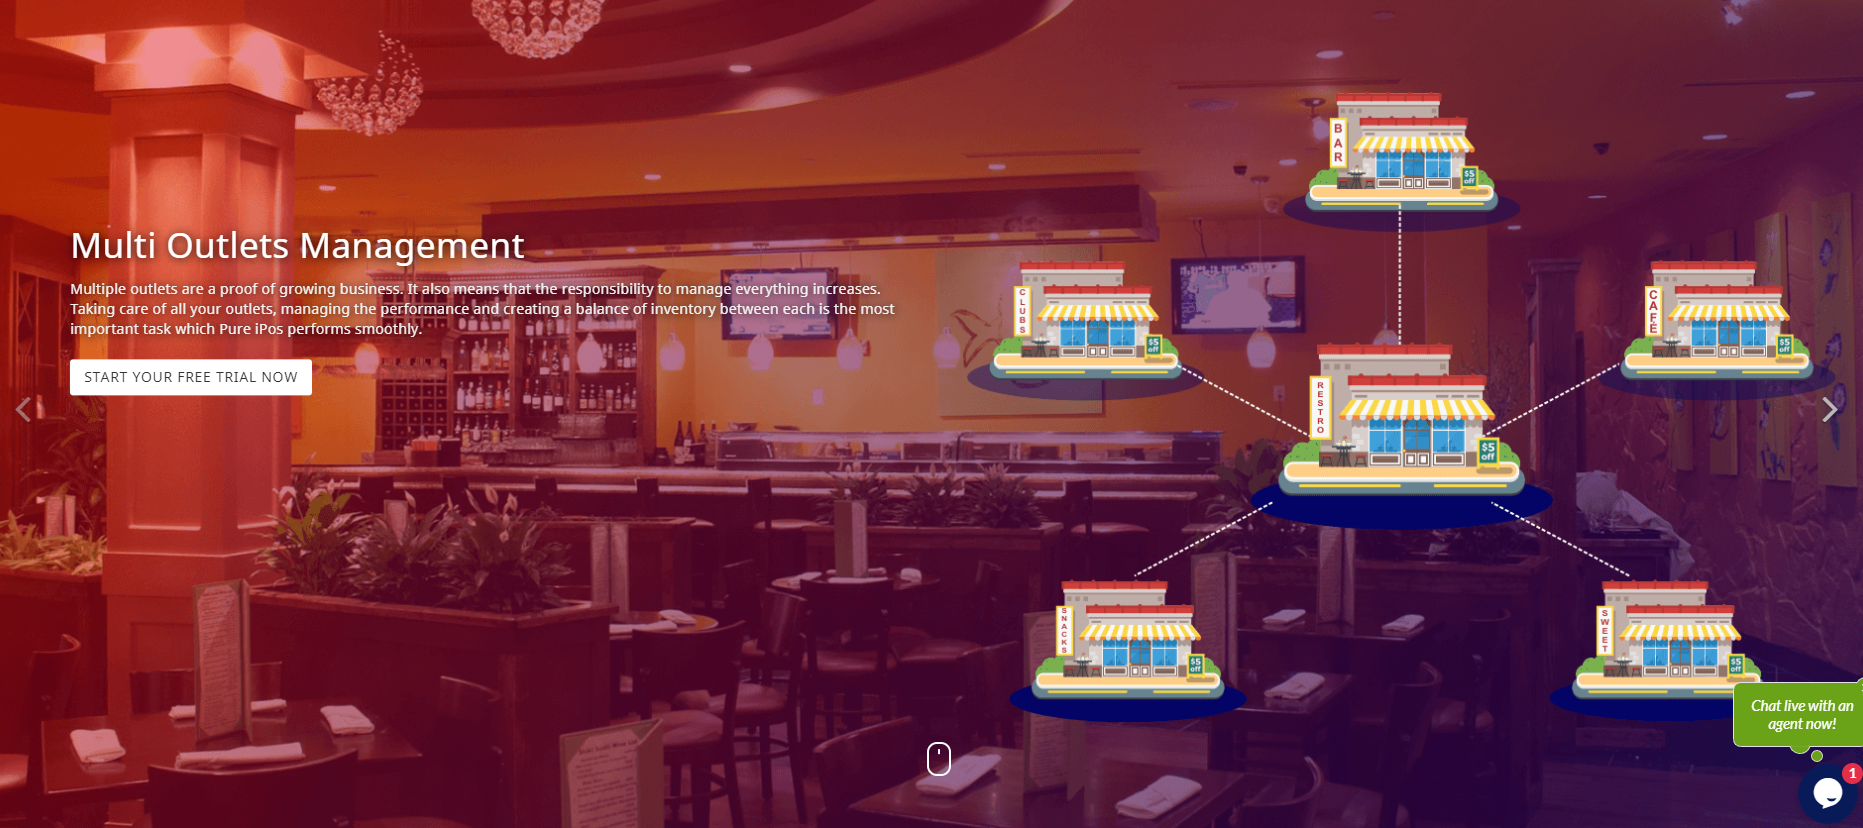 Multi Outlets Management
Multiple outlets are a proof of growing business. It also means that the responsibility to manage everything increases.
Taking care of all your outlets, managing the performance and creating a balance of inventory between each is the most
important task which Pure iPos performs smoothly.
START YOUR FREE TRIAL NOW
BAR
$5
off
CLUBS
$5
off
CAFÉ
$5
off
RESTRO
$5
off
SNACKS
$5
off
SWEET
$5
off
Chat live with an
agent now!
1